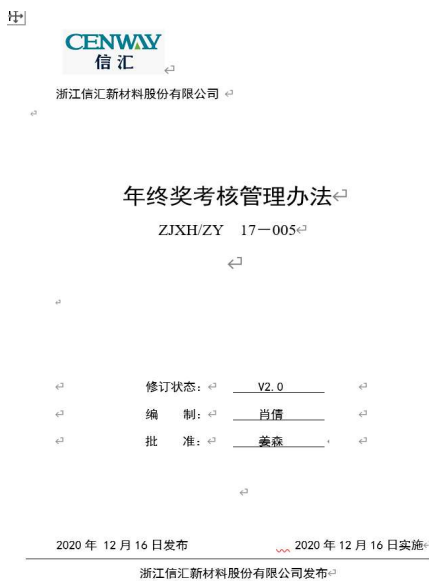 CENWAY
信汇
浙江信汇新材料股份有限公司
年终奖考核管理办法
ZJXH/ZY 17－005
修订状态： V2.0
编 制： 肖倩
批 准： 姜森
2020 年 12 月 16 日发布 2020 年 12 月 16 日实施
浙江信汇新材料股份有限公司发布